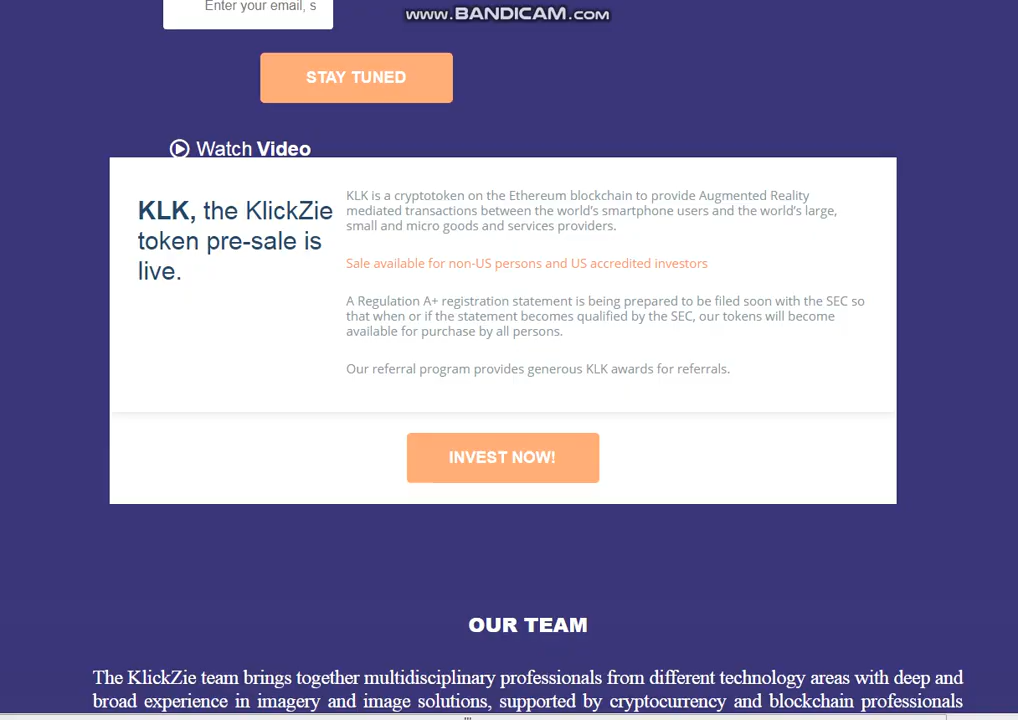 Enter your email, s
www.BANDICAM.com
STAY TUNED
Watch Video
KLK, the KlickZie
token pre-sale is
live.
KLK is a cryptotoken on the Ethereum blockchain to provide Augmented Reality
mediated transactions between the world's smartphone users and the world's large,
small and micro goods and services providers.
Sale available for non-US persons and US accredited investors
A Regulation A+ registration statement is being prepared to be filed soon with the SEC so
that when or if the statement becomes qualified by the SEC, our tokens will become
available for purchase by all persons.
Our referral program provides generous KLK awards for referrals.
INVEST NOW!
OUR TEAM
The KlickZie team brings together multidisciplinary professionals from different technology areas with deep and
broad experience in imagery and image solutions, supported by cryptocurrency and blockchain professionals